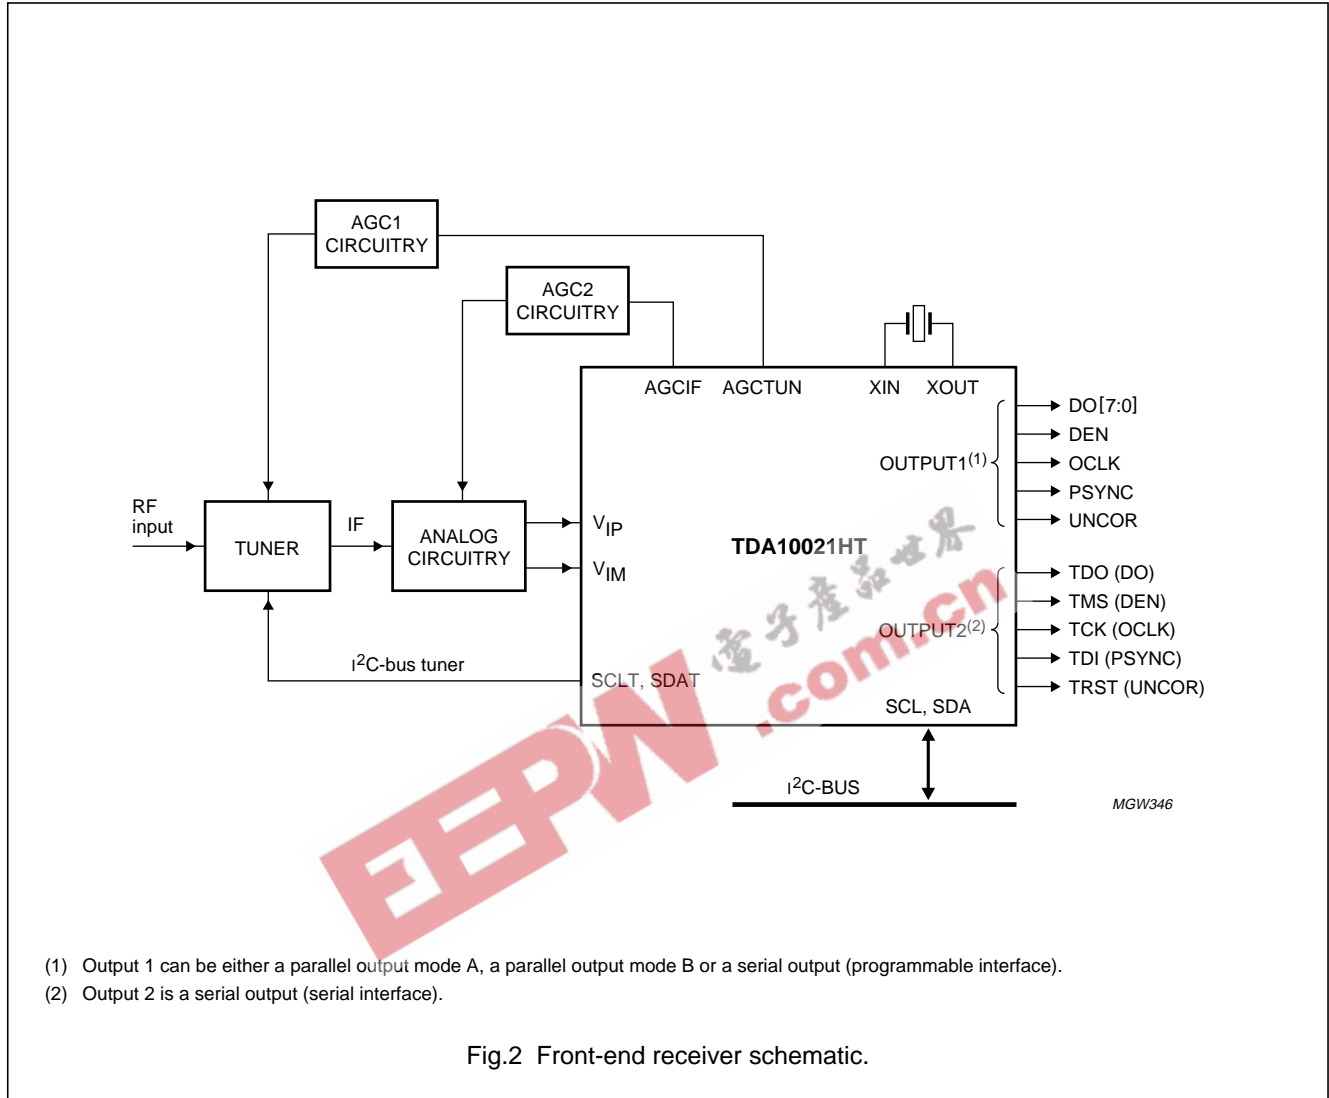 AGC1
CIRCUITRY
AGC2
CIRCUITRY
AGCIF
AGCTUN
XIN
XOUT
DO[7:0]
DEN
OUTPUT1(1)
OCLK
PSYNC
UNCOR
RF
input
TUNER
IF
ANALOG
CIRCUITRY
VIP
VIM
TDA10021HT
TDO (DO)
TMS (DEN)
OUTPUT2(2)
TCK (OCLK)
TDI (PSYNC)
TRST (UNCOR)
I2C-bus tuner
SCLT, SDAT
SCL, SDA
I2C-BUS
MGW346
EEPW.com.cn
電子產品世界
(1) Output 1 can be either a parallel output mode A, a parallel output mode B or a serial output (programmable interface).
(2) Output 2 is a serial output (serial interface).
Fig.2 Front-end receiver schematic.